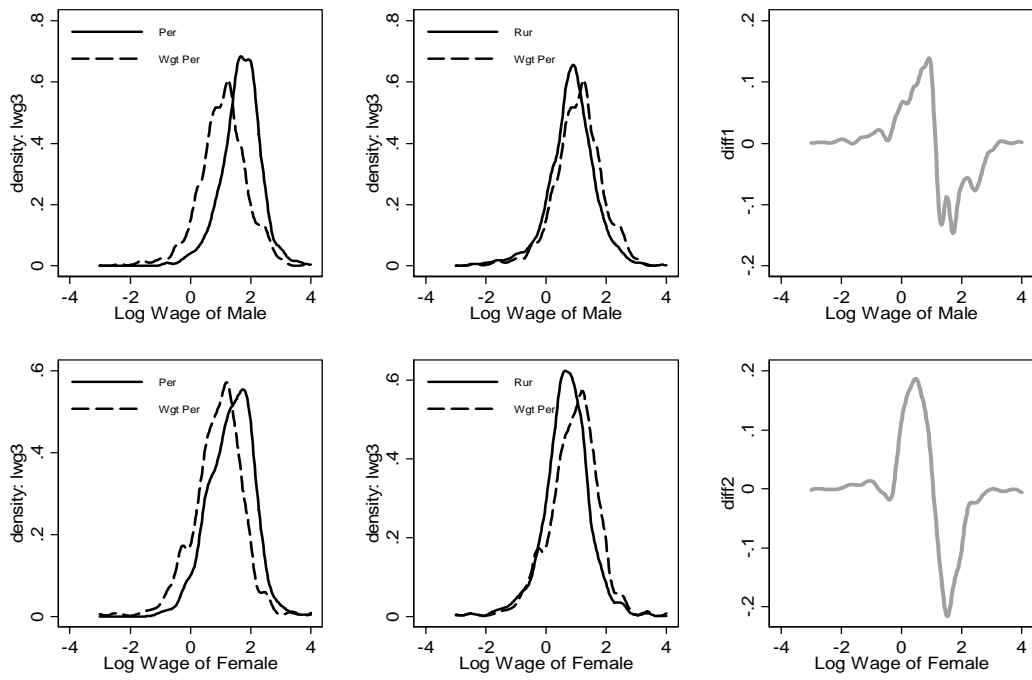 Per
Wgt Per
density: lwg3
0 .2 .4 .6 .8
-4 -2 0 2 4
Log Wage of Male
Rur
Wgt Per
density: lwg3
0 .2 .4 .6 .8
-4 -2 0 2 4
Log Wage of Male
diff1
-.2 -.1 0 .1 .2
-4 -2 0 2 4
Log Wage of Male
Per
Wgt Per
density: lwg3
0 .2 .4 .6
-4 -2 0 2 4
Log Wage of Female
Rur
Wgt Per
density: lwg3
0 .2 .4 .6
-4 -2 0 2 4
Log Wage of Female
diff2
-.2 -.1 0 .1 .2
-4 -2 0 2 4
Log Wage of Female